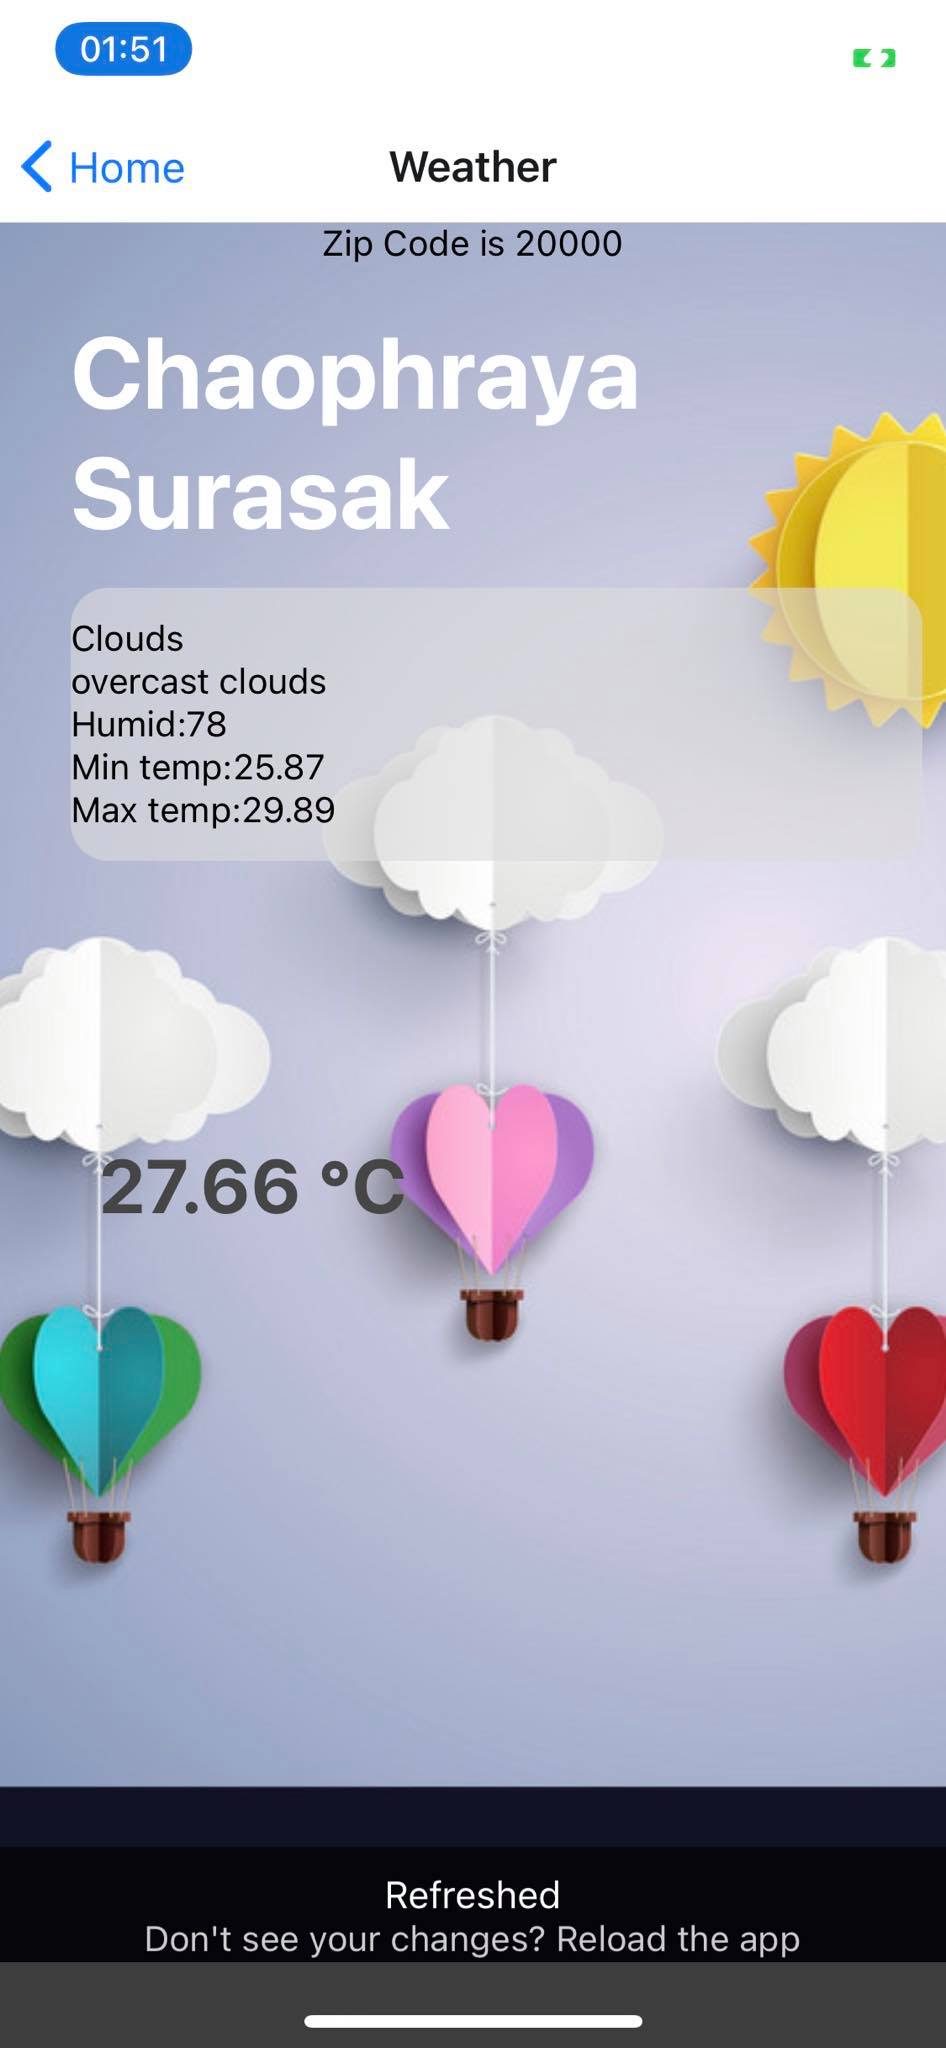 01:51
Home
Weather
Zip Code is 20000
Chaophraya
Surasak
Clouds
overcast clouds
Humid:78
Min temp:25.87
Max temp:29.89
27.66 °C
Refreshed
Don't see your changes? Reload the app